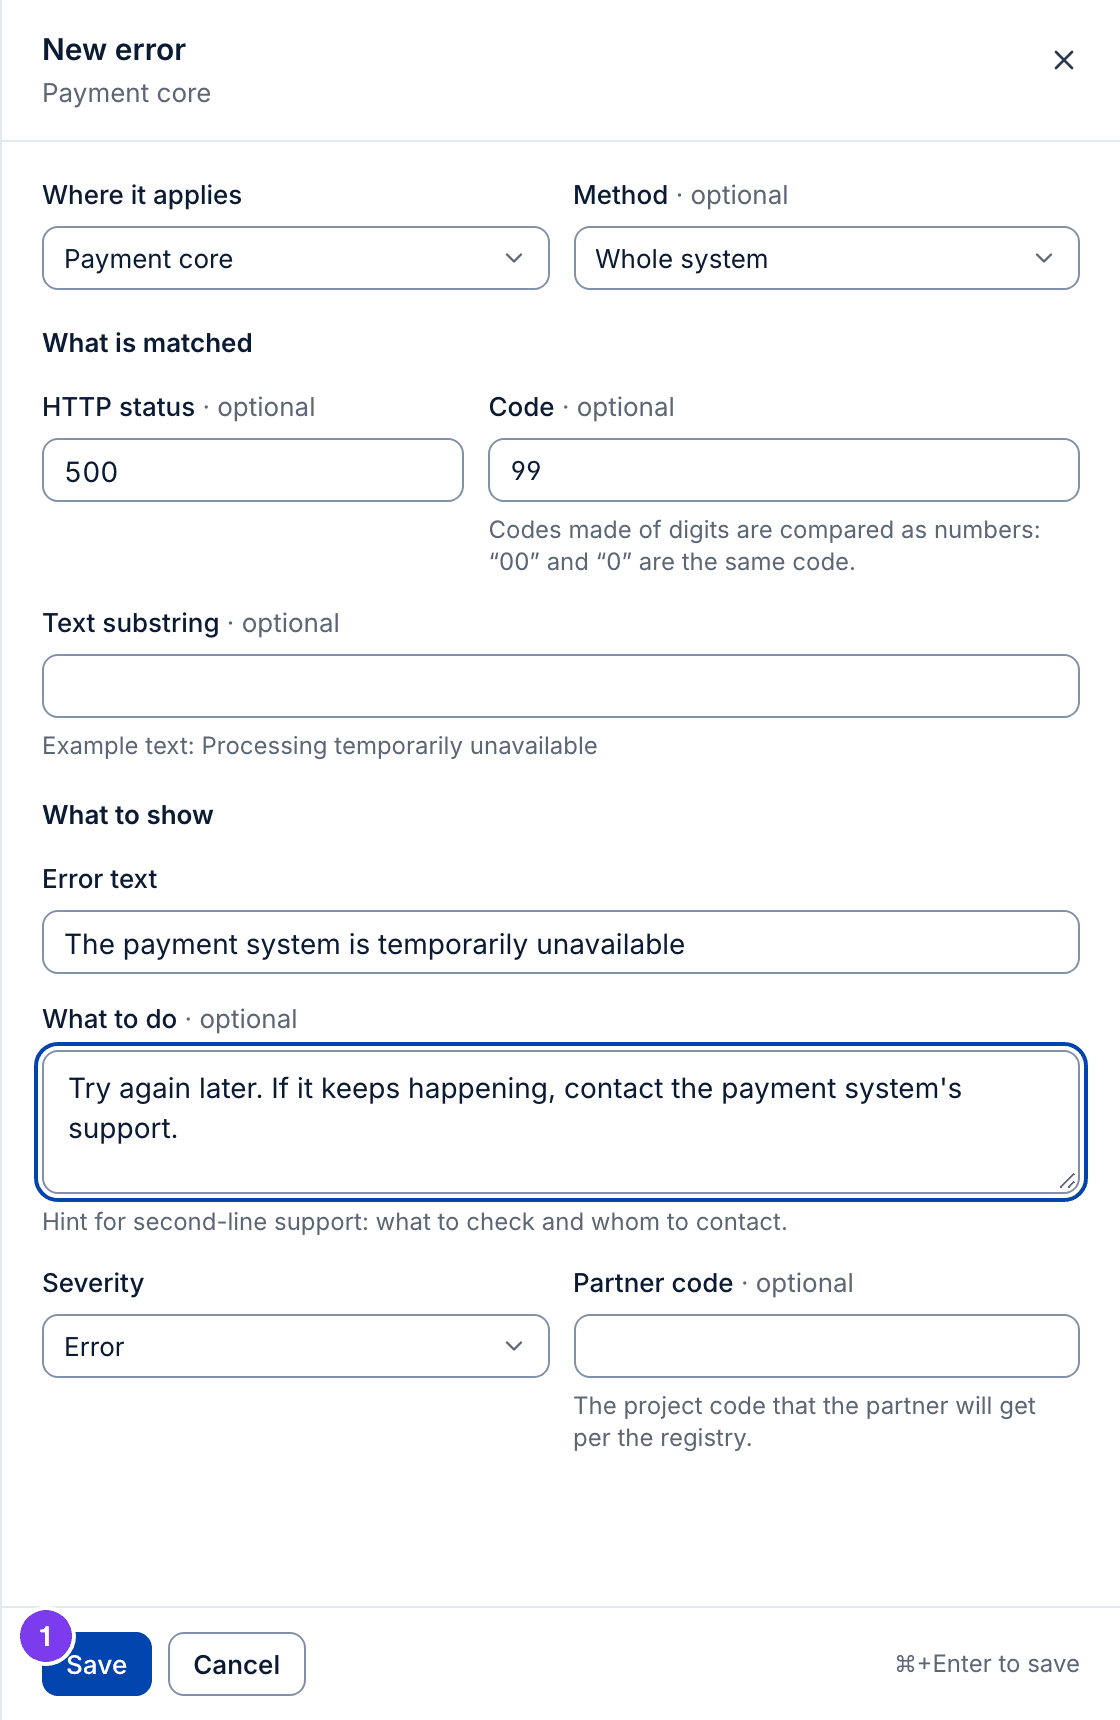 New error
Payment core
Where it applies
Method · optional
Payment core
Whole system
What is matched
HTTP status · optional
Code · optional
500
99
Codes made of digits are compared as numbers:
“00” and “0” are the same code.
Text substring · optional
Example text: Processing temporarily unavailable
What to show
Error text
The payment system is temporarily unavailable
What to do · optional
Try again later. If it keeps happening, contact the payment system's
support.
Hint for second-line support: what to check and whom to contact.
Severity
Partner code · optional
Error
The project code that the partner will get
per the registry.
1
Save
Cancel
⌘+Enter to save